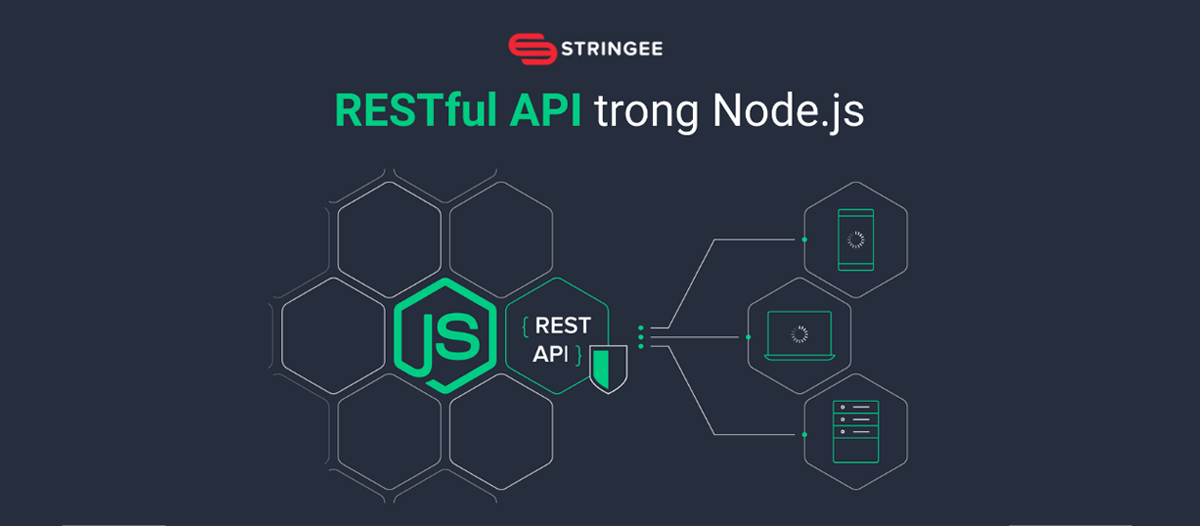 STRINGEE
RESTful API trong Node.js
JS
{ REST
API }